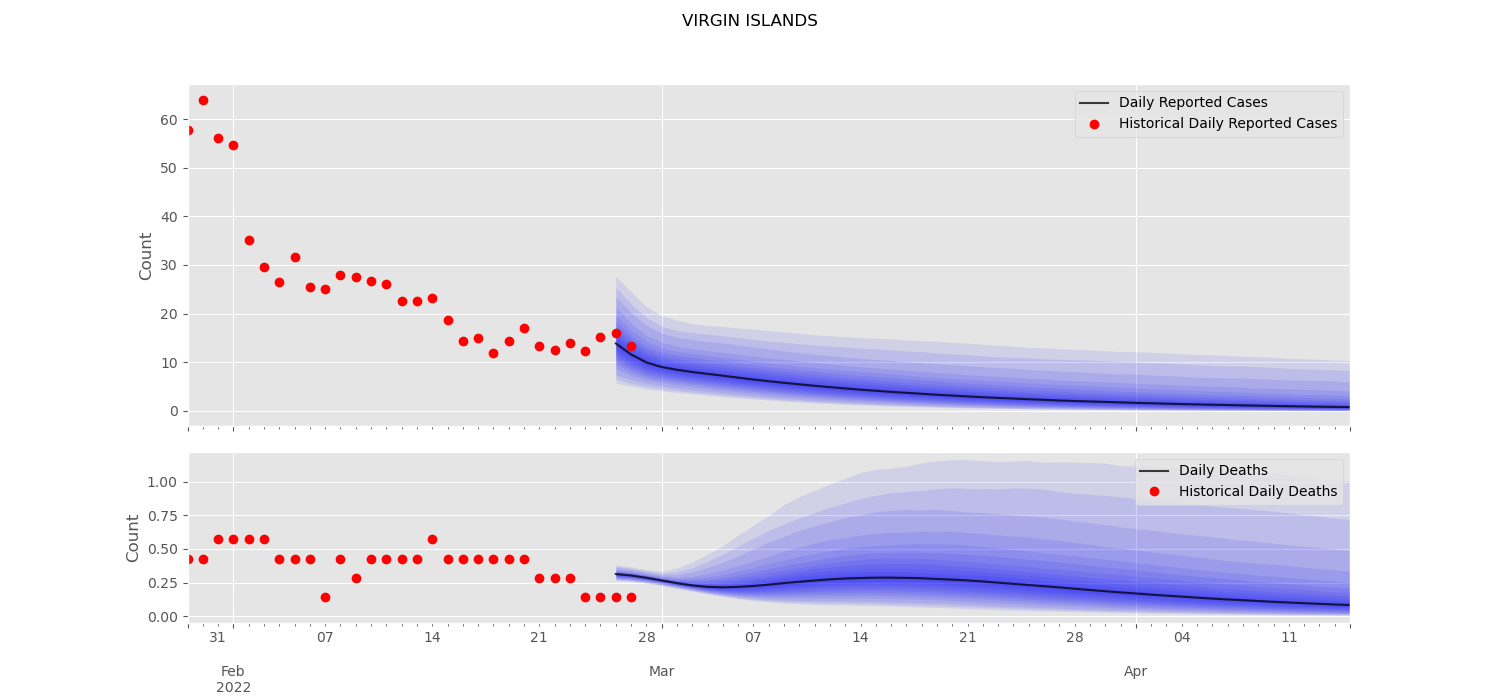 VIRGIN ISLANDS
Daily Reported Cases
Historical Daily Reported Cases
60
50
40
30
20
10
0
Count
Daily Deaths
Historical Daily Deaths
1.00
0.75
0.50
0.25
0.00
Count
31 07 14 21 28 07 14 21 28 04 11
Feb Mar Apr
2022